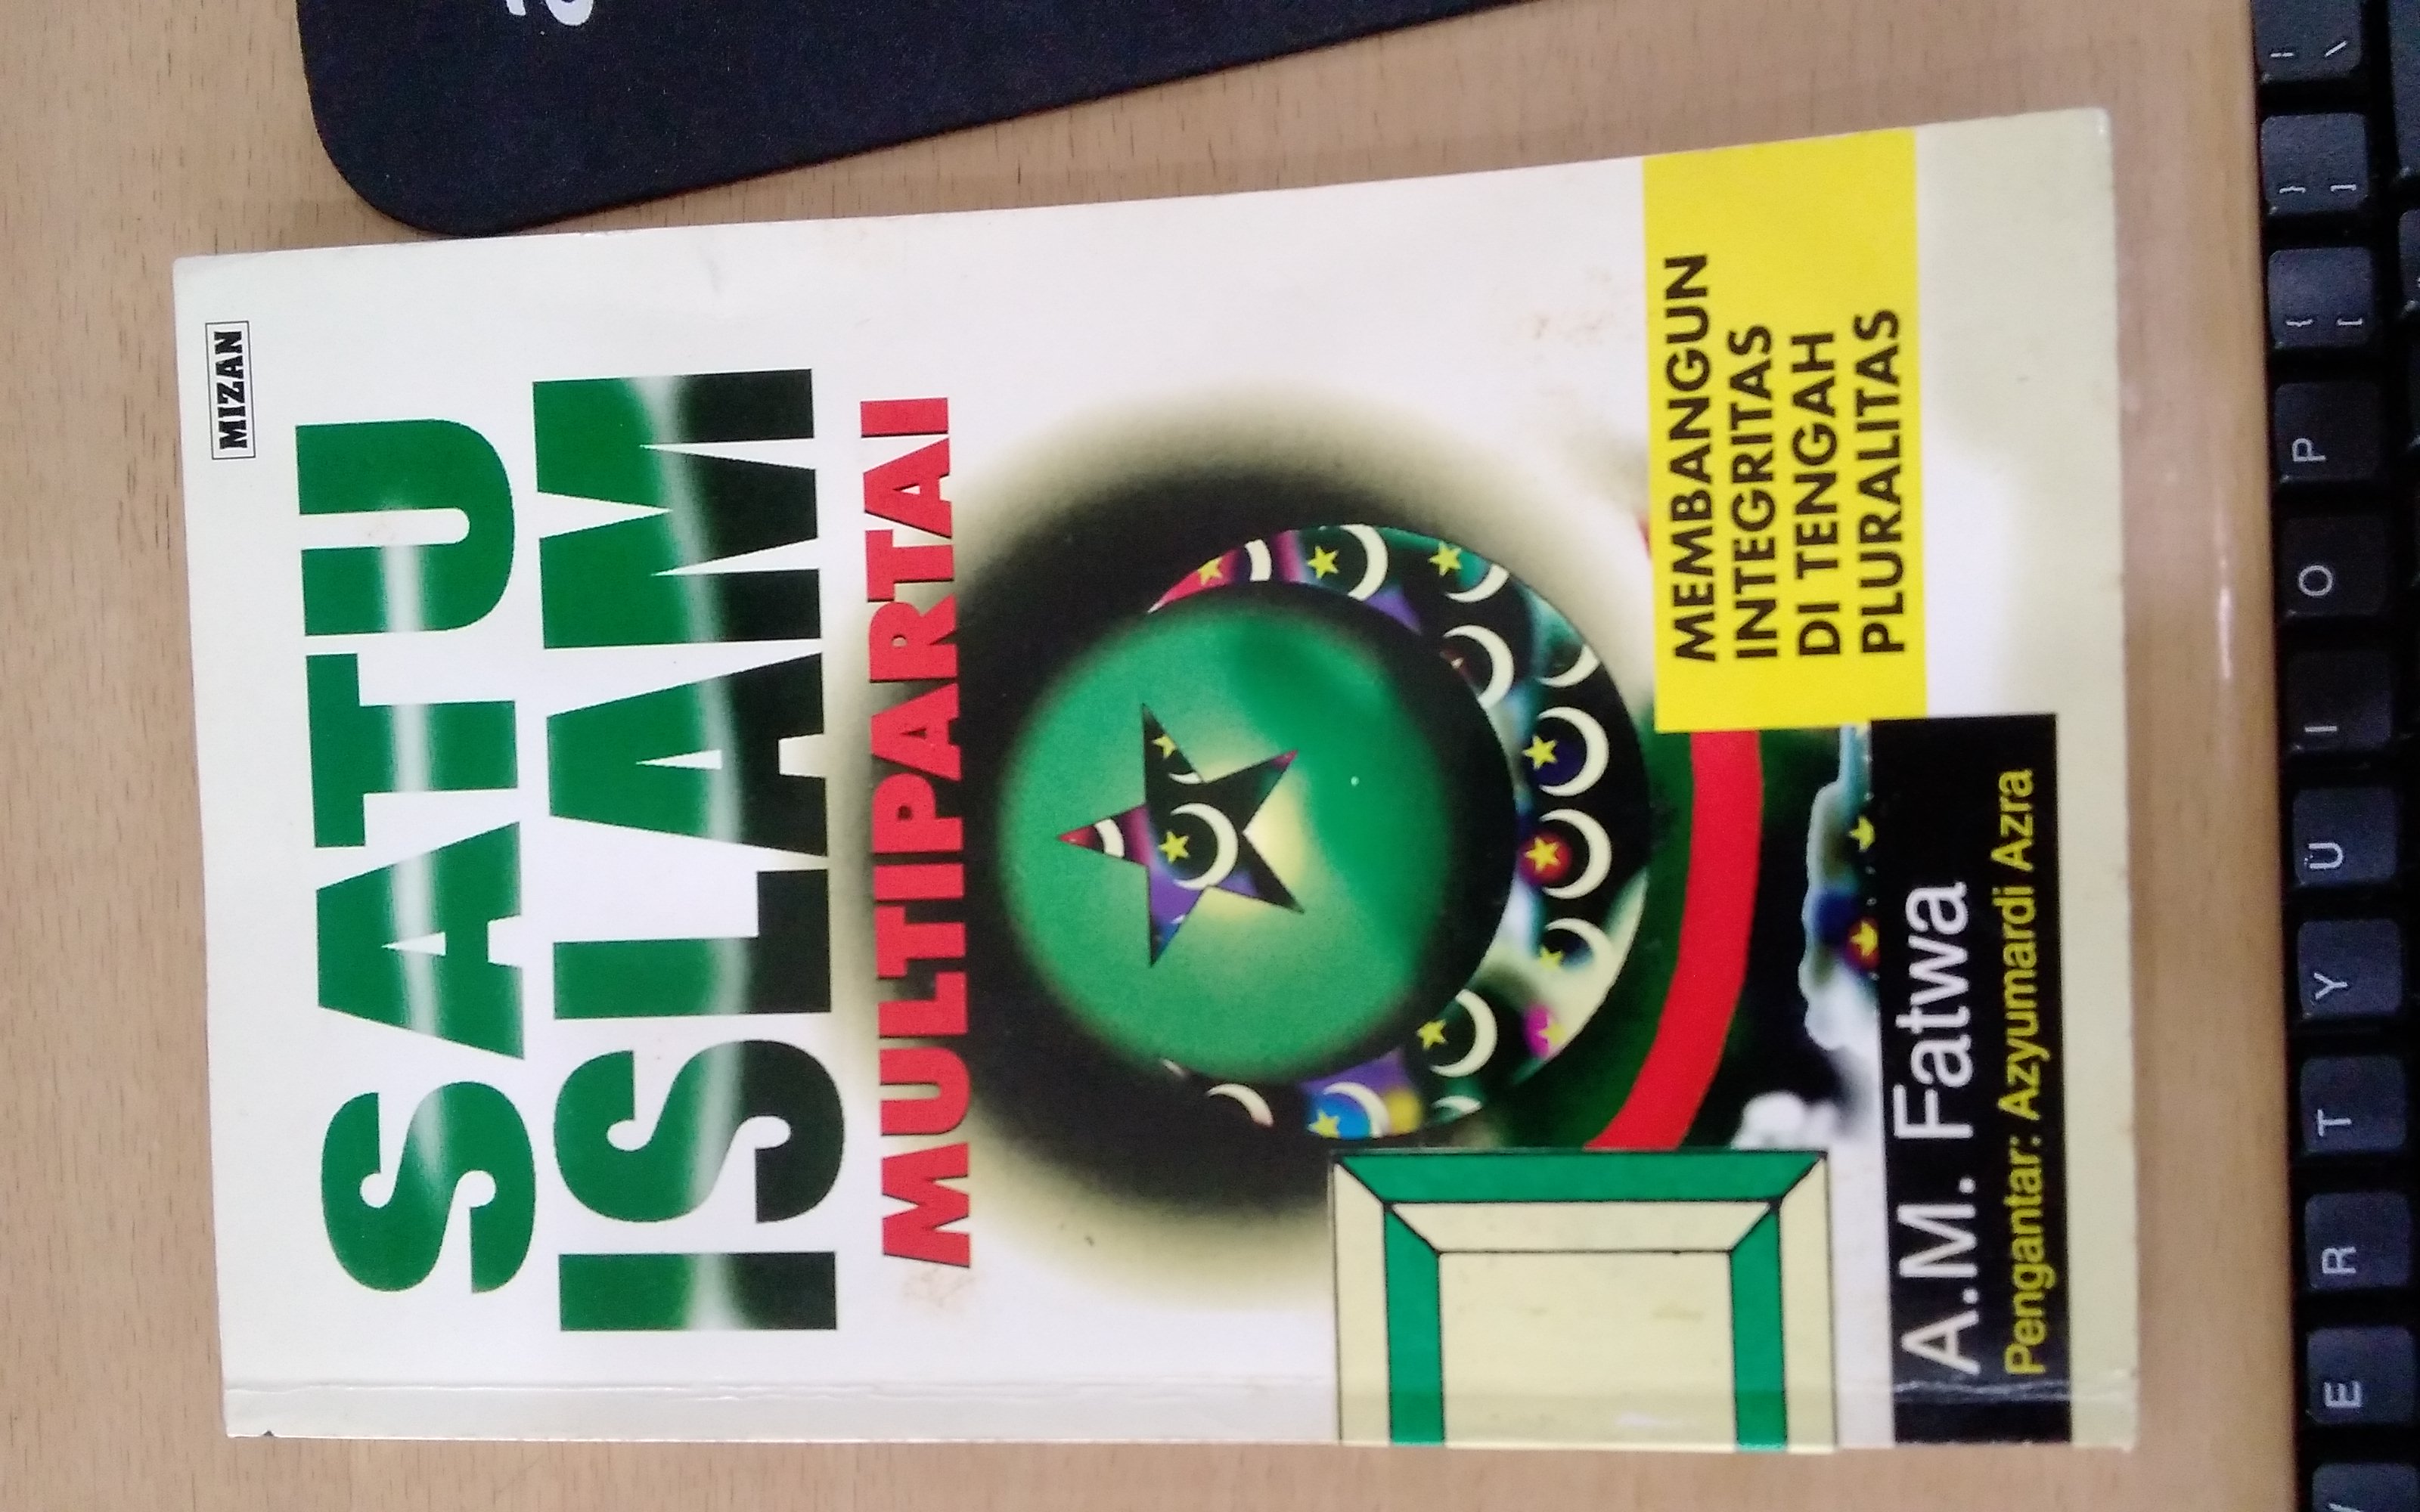 MIZAN
SATU
ISLAM
MULTIPARTAI
MEMBANGUN
INTEGRITAS
DI TENGAH
PLURALITAS
A.M. Fatwa
Pengantar: Azyumardi Azra
E
R
T
Y
U
I
O
P
{
[
}
]